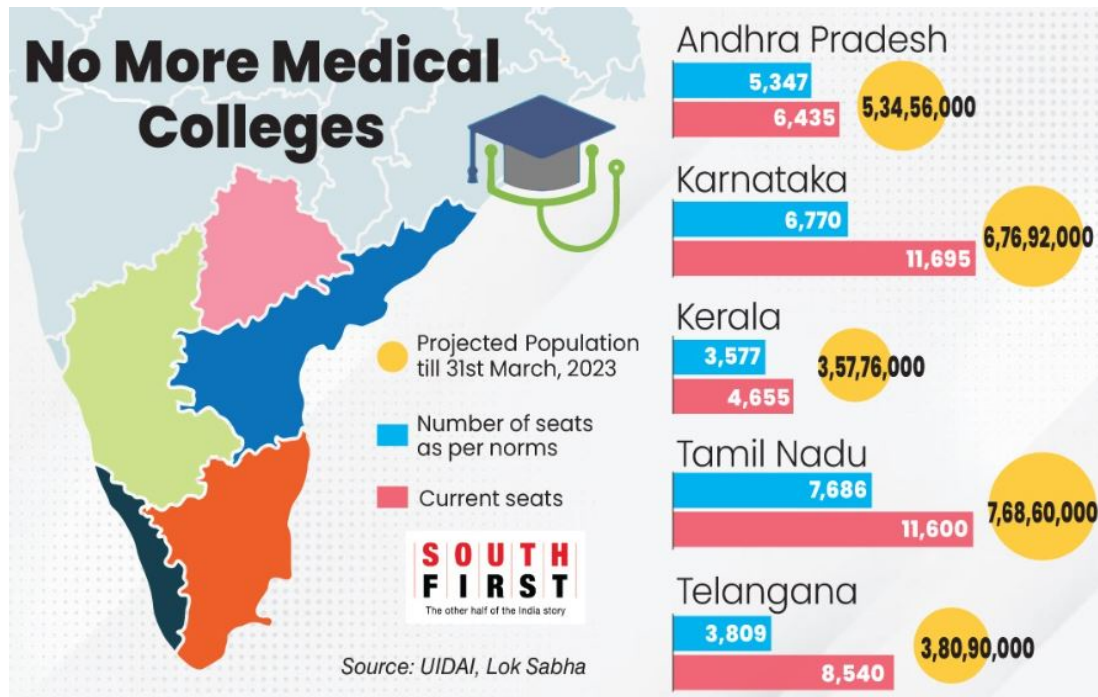 No More Medical
Colleges
Projected Population
till 31st March, 2023
Number of seats
as per norms
Current seats
SOUTH
FIRST
The other half of the India story
Source: UIDAI, Lok Sabha
Andhra Pradesh
5,347
6,435
5,34,56,000
Karnataka
6,770
11,695
6,76,92,000
Kerala
3,577
4,655
3,57,76,000
Tamil Nadu
7,686
11,600
7,68,60,000
Telangana
3,809
8,540
3,80,90,000